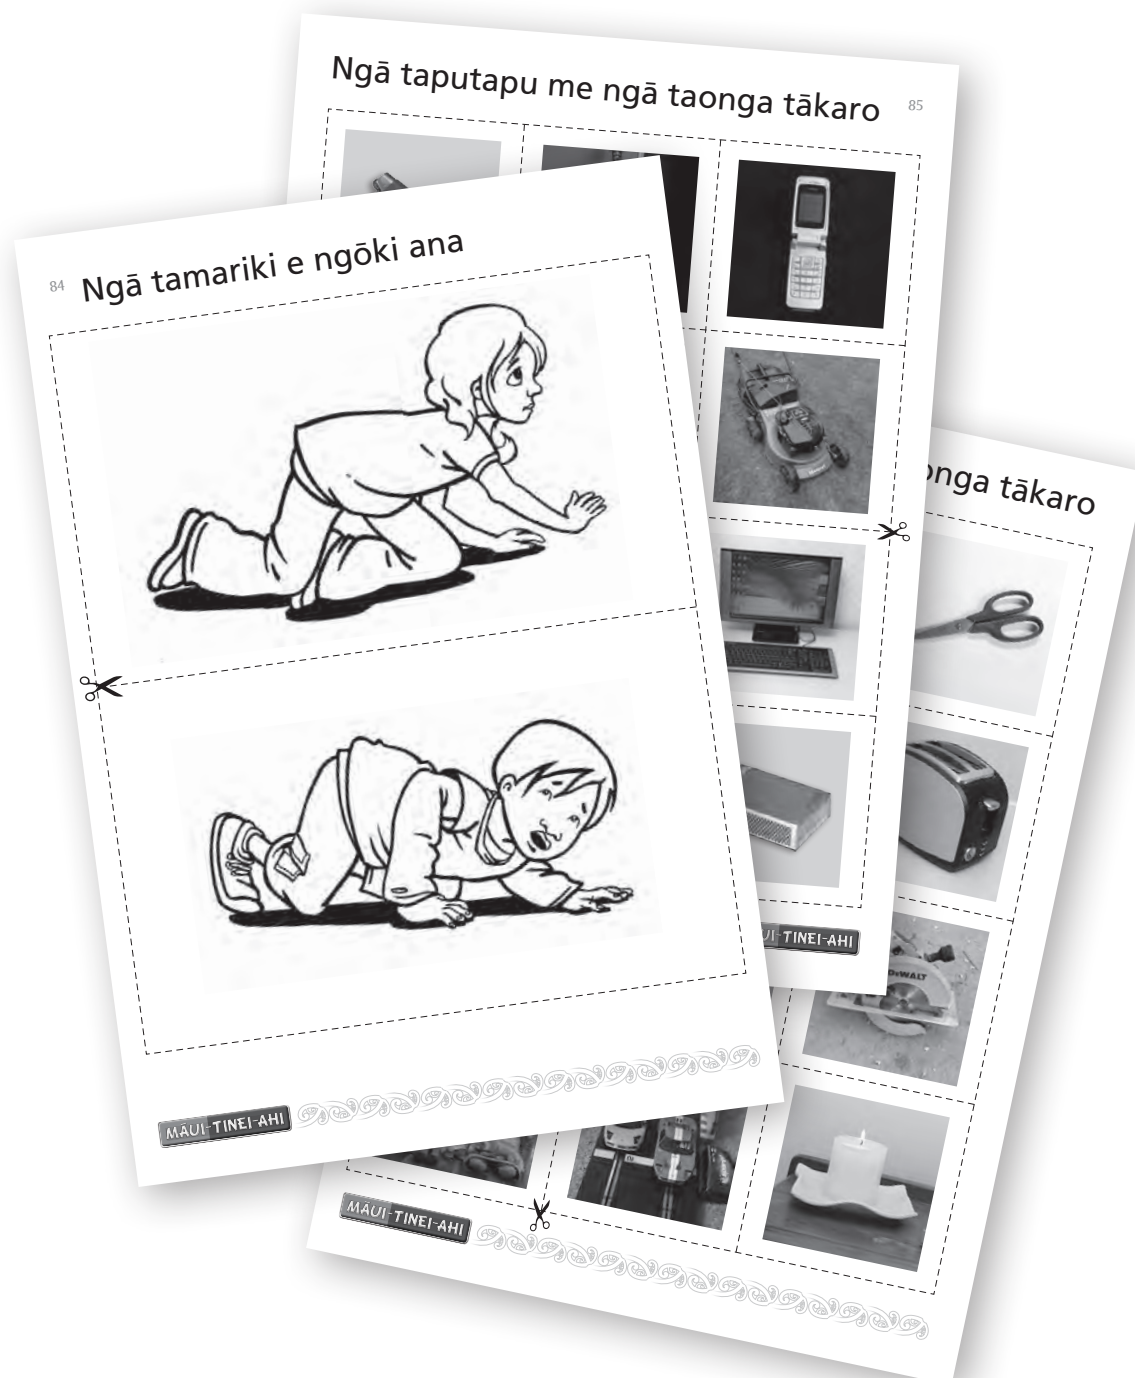 Ngā taputapu me ngā taonga tākaro
85
84
Ngā tamariki e ngōki ana
tākaro
DeWALT
TINEI-AHI
MĀUI-TINEI-AHI
MĀUI-TINEI-AHI